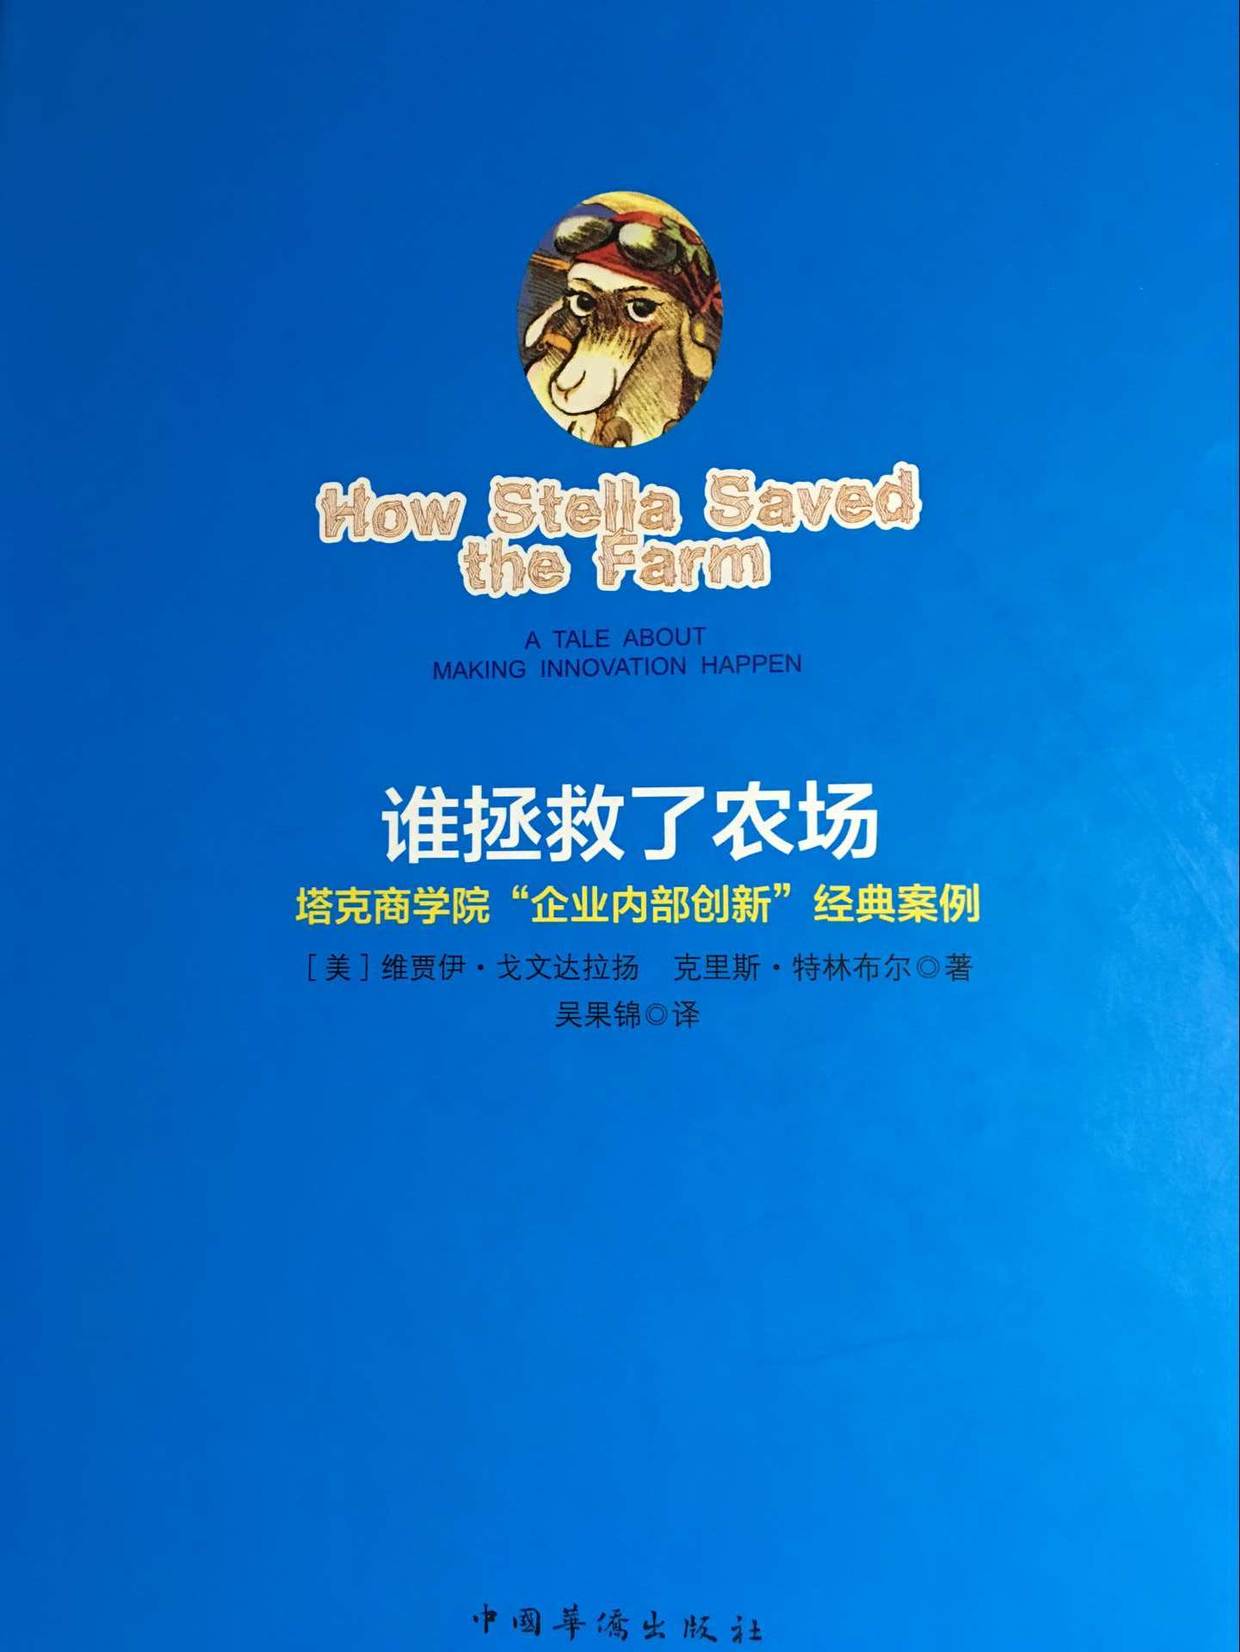 How Stella Saved
the Farm
A TALE ABOUT
MAKING INNOVATION HAPPEN
谁拯救了农场
塔克商学院“企业内部创新”经典案例
［美］维贾伊·戈文达拉扬 克里斯·特林布尔◎著
吴果锦◎译
中國華僑出版社